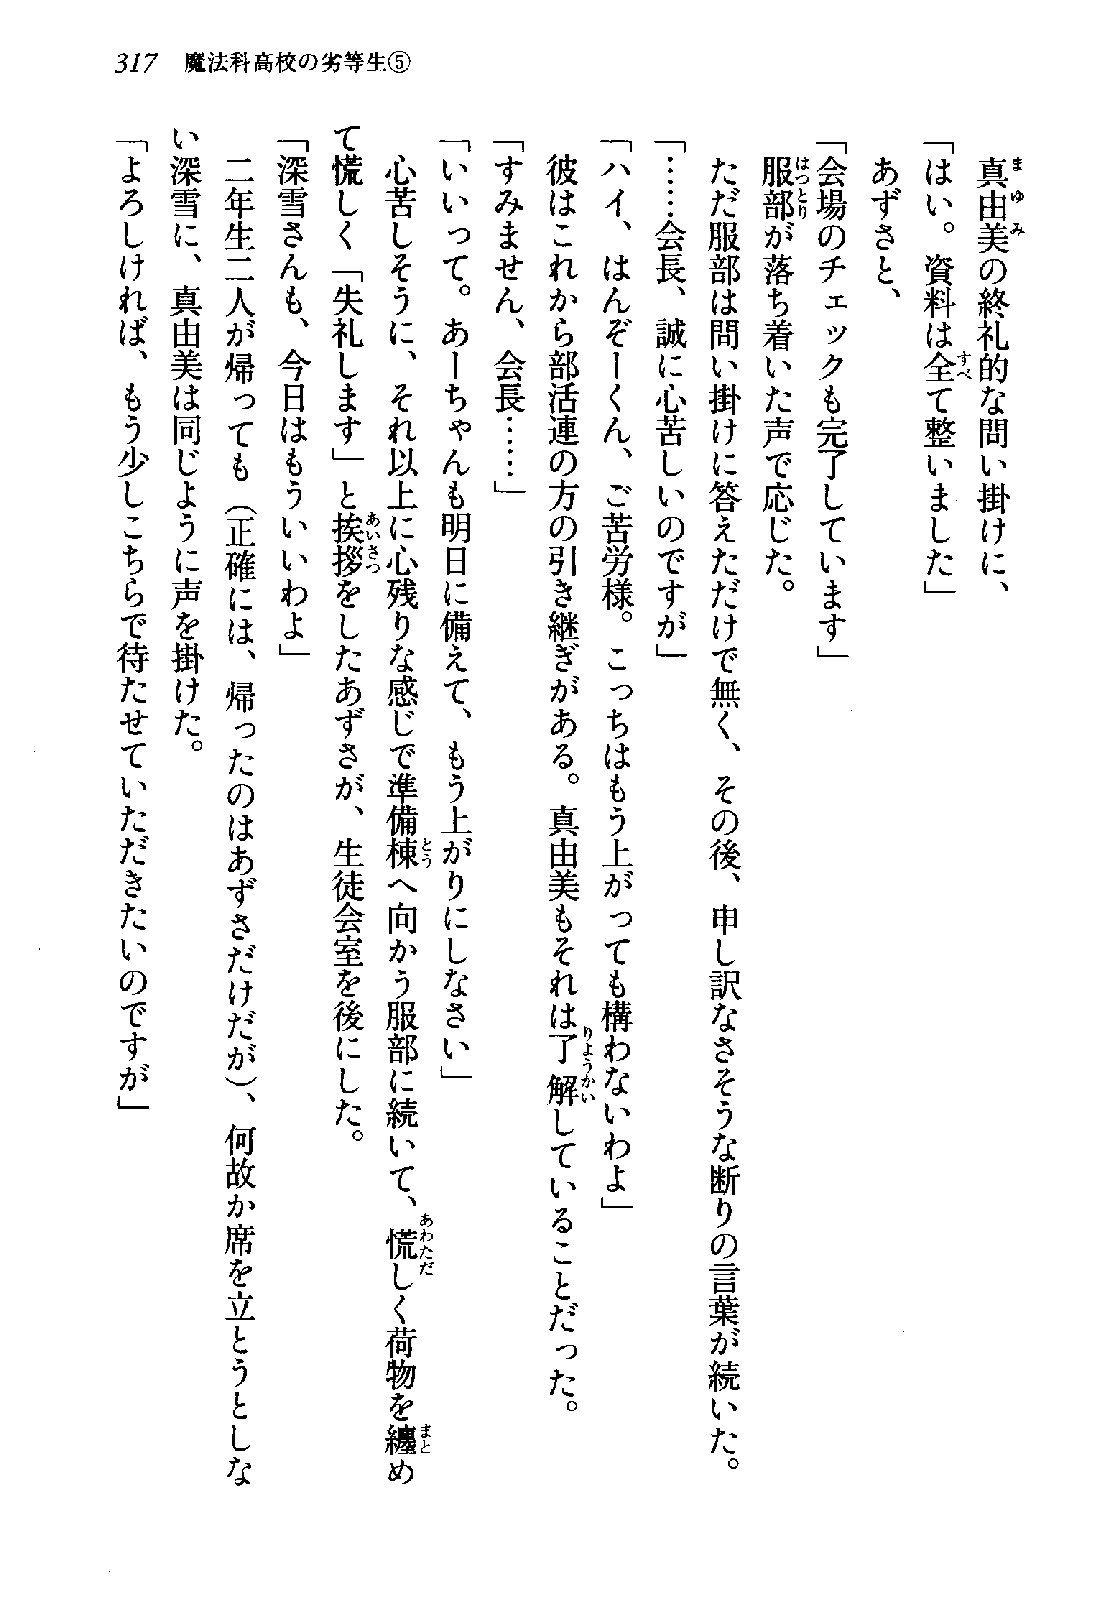 317 魔法科高校の劣等生⑤
真由美の終礼的な問い掛けに、
「はい。資料は全て整いました」
あずさと、
「会場のチェックも完了しています」
服部が落ち着いた声で応じた。
ただ服部は問い掛けに答えただけで無く、その後、申し訳なさそうな断りの言葉が続いた。
「……会長、誠に心苦しいのですが」
「ハイ、はんぞーくん、ご苦労様。こっちはもう上がっても構わないわよ」
彼はこれから部活連の方の引き継ぎがある。真由美もそれは了解していることだった。
「すみません、会長……」
「いいって。あーちゃんも明日に備えて、もう上がりにしなさい」
心苦しそうに、それ以上に心残りな感じで準備棟へ向かう服部に続いて、慌しく荷物を纏め
て慌しく「失礼します」と挨拶をしたあずさが、生徒会室を後にした。
「深雪さんも、今日はもういいわよ」
二年生二人が帰っても（正確には、帰ったのはあずさだけだが）、何故か席を立とうとしな
い深雪に、真由美は同じように声を掛けた。
「よろしければ、もう少しこちらで待たせていただきたいのですが」